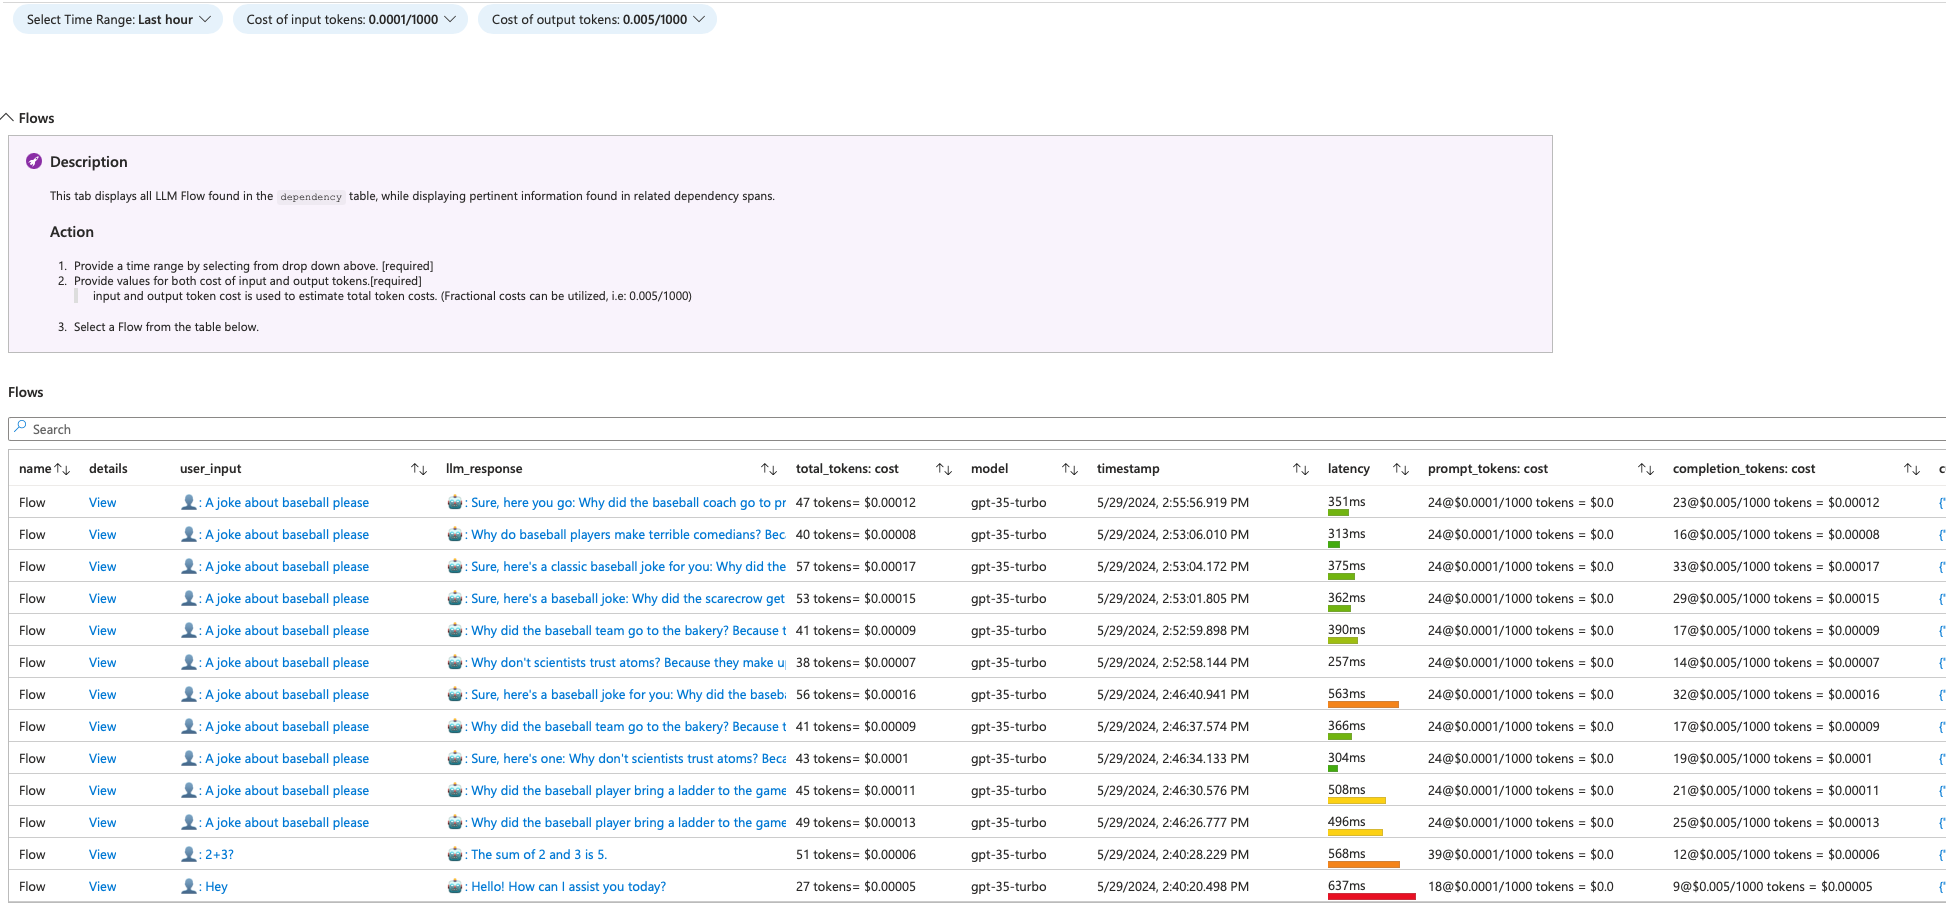 Select Time Range: Last hour Cost of input tokens: 0.0001/1000 Cost of output tokens: 0.005/1000
Flows
Description
This tab displays all LLM Flow found in the dependency table, while displaying pertinent information found in related dependency spans.
Action
1. Provide a time range by selecting from drop down above. [required]
2. Provide values for both cost of input and output tokens.[required]
input and output token cost is used to estimate total token costs. (Fractional costs can be utilized, i.e: 0.005/1000)
3. Select a Flow from the table below.
Flows
Search
name details user_input llm_response total_tokens: cost model timestamp latency prompt_tokens: cost completion_tokens: cost
Flow View : A joke about baseball please : Sure, here you go: Why did the baseball coach go to pr 47 tokens= $0.00012 gpt-35-turbo 5/29/2024, 2:55:56.919 PM 351ms 24@$0.0001/1000 tokens = $0.0 23@$0.005/1000 tokens = $0.00012 {"
Flow View : A joke about baseball please : Why do baseball players make terrible comedians? Beca 40 tokens= $0.00008 gpt-35-turbo 5/29/2024, 2:53:06.010 PM 313ms 24@$0.0001/1000 tokens = $0.0 16@$0.005/1000 tokens = $0.00008 {"
Flow View : A joke about baseball please : Sure, here's a classic baseball joke for you: Why did the 57 tokens= $0.00017 gpt-35-turbo 5/29/2024, 2:53:04.172 PM 375ms 24@$0.0001/1000 tokens = $0.0 33@$0.005/1000 tokens = $0.00017 {"
Flow View : A joke about baseball please : Sure, here's a baseball joke: Why did the scarecrow get 53 tokens= $0.00015 gpt-35-turbo 5/29/2024, 2:53:01.805 PM 362ms 24@$0.0001/1000 tokens = $0.0 29@$0.005/1000 tokens = $0.00015 {"
Flow View : A joke about baseball please : Why did the baseball team go to the bakery? Because t 41 tokens= $0.00009 gpt-35-turbo 5/29/2024, 2:52:59.898 PM 390ms 24@$0.0001/1000 tokens = $0.0 17@$0.005/1000 tokens = $0.00009 {"
Flow View : A joke about baseball please : Why don't scientists trust atoms? Because they make u 38 tokens= $0.00007 gpt-35-turbo 5/29/2024, 2:52:58.144 PM 257ms 24@$0.0001/1000 tokens = $0.0 14@$0.005/1000 tokens = $0.00007 {"
Flow View : A joke about baseball please : Sure, here's a baseball joke for you: Why did the baseba 56 tokens= $0.00016 gpt-35-turbo 5/29/2024, 2:46:40.941 PM 563ms 24@$0.0001/1000 tokens = $0.0 32@$0.005/1000 tokens = $0.00016 {"
Flow View : A joke about baseball please : Why did the baseball team go to the bakery? Because t 41 tokens= $0.00009 gpt-35-turbo 5/29/2024, 2:46:37.574 PM 366ms 24@$0.0001/1000 tokens = $0.0 17@$0.005/1000 tokens = $0.00009 {"
Flow View : A joke about baseball please : Sure, here's one: Why don't scientists trust atoms? Beca 43 tokens= $0.0001 gpt-35-turbo 5/29/2024, 2:46:34.133 PM 304ms 24@$0.0001/1000 tokens = $0.0 19@$0.005/1000 tokens = $0.0001 {"
Flow View : A joke about baseball please : Why did the baseball player bring a ladder to the game 45 tokens= $0.00011 gpt-35-turbo 5/29/2024, 2:46:30.576 PM 508ms 24@$0.0001/1000 tokens = $0.0 21@$0.005/1000 tokens = $0.00011 {"
Flow View : A joke about baseball please : Why did the baseball player bring a ladder to the game 49 tokens= $0.00013 gpt-35-turbo 5/29/2024, 2:46:26.777 PM 496ms 24@$0.0001/1000 tokens = $0.0 25@$0.005/1000 tokens = $0.00013 {"
Flow View : 2+3? : The sum of 2 and 3 is 5. 51 tokens= $0.00006 gpt-35-turbo 5/29/2024, 2:40:28.229 PM 568ms 39@$0.0001/1000 tokens = $0.0 12@$0.005/1000 tokens = $0.00006 {"
Flow View : Hey : Hello! How can I assist you today? 27 tokens= $0.00005 gpt-35-turbo 5/29/2024, 2:40:20.498 PM 637ms 18@$0.0001/1000 tokens = $0.0 9@$0.005/1000 tokens = $0.00005 {"